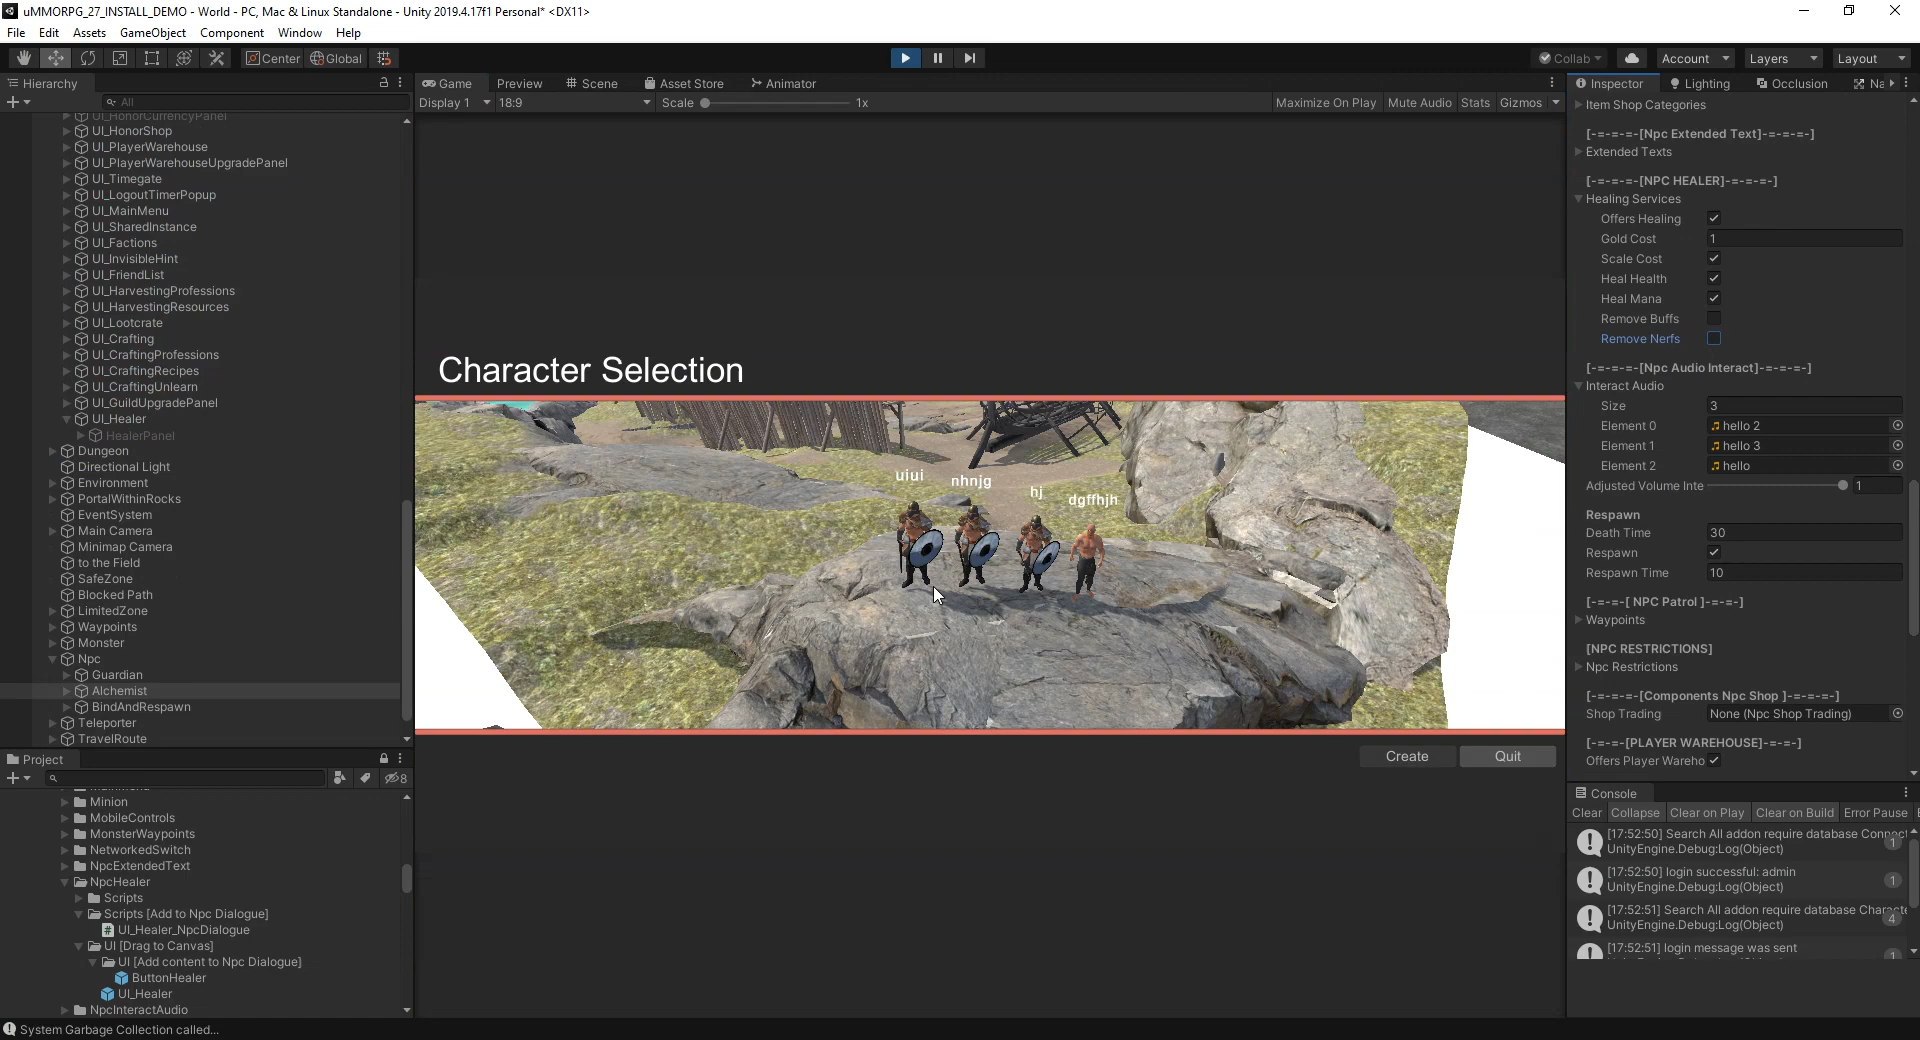 uMMORPG_27_INSTALL_DEMO - World - PC, Mac & Linux Standalone - Unity 2019.4.17f1 Personal* <DX11>
File Edit Assets GameObject Component Window Help
Center Global Collab Account Layers Layout
Hierarchy
All
UI_HonorCurrencyPanel
UI_HonorShop
UI_PlayerWarehouse
UI_PlayerWarehouseUpgradePanel
UI_Timegate
UI_LogoutTimerPopup
UI_MainMenu
UI_SharedInstance
UI_Factions
UI_InvisibleHint
UI_FriendList
UI_HarvestingProfessions
UI_HarvestingResources
UI_Lootcrate
UI_Crafting
UI_CraftingProfessions
UI_CraftingRecipes
UI_CraftingUnlearn
UI_GuildUpgradePanel
UI_Healer
HealerPanel
Dungeon
Directional Light
Environment
PortalWithinRocks
EventSystem
Main Camera
Minimap Camera
to the Field
SafeZone
Blocked Path
LimitedZone
Waypoints
Monster
Npc
Guardian
Alchemist
BindAndRespawn
Teleporter
TravelRoute
Project
8
Minion
MobileControls
MonsterWaypoints
NetworkedSwitch
NpcExtendedText
NpcHealer
Scripts
Scripts [Add to Npc Dialogue]
UI_Healer_NpcDialogue
UI [Drag to Canvas]
UI [Add content to Npc Dialogue]
ButtonHealer
UI_Healer
NpcInteractAudio
System Garbage Collection called...
Game Preview Scene Asset Store Animator
Display 1 18:9 Scale 1x Maximize On Play Mute Audio Stats Gizmos
Character Selection
uiui
nhnjg
hj
dgffhjh
Create Quit
Inspector Lighting Occlusion Na
Item Shop Categories
[-=-=-=-[Npc Extended Text]-=-=-=-]
Extended Texts
[-=-=-=-[NPC HEALER]-=-=-=-]
Healing Services
Offers Healing
Gold Cost 1
Scale Cost
Heal Health
Heal Mana
Remove Buffs
Remove Nerfs
[-=-=-=-[Npc Audio Interact]-=-=-=-]
Interact Audio
Size 3
Element 0 hello 2
Element 1 hello 3
Element 2 hello
Adjusted Volume Inte 1
Respawn
Death Time 30
Respawn
Respawn Time 10
[-=-=-[ NPC Patrol ]-=-=-]
Waypoints
[NPC RESTRICTIONS]
Npc Restrictions
[-=-=-=-[Components Npc Shop ]-=-=-=-]
Shop Trading None (Npc Shop Trading)
[-=-=-[PLAYER WAREHOUSE]-=-=-]
Offers Player Wareho
Console
Clear Collapse Clear on Play Clear on Build Error Pause
[17:52:50] Search All addon require database Connect
UnityEngine.Debug:Log(Object)
1
[17:52:50] login successful: admin
UnityEngine.Debug:Log(Object)
1
[17:52:51] Search All addon require database Characte
UnityEngine.Debug:Log(Object)
4
[17:52:51] login message was sent
1